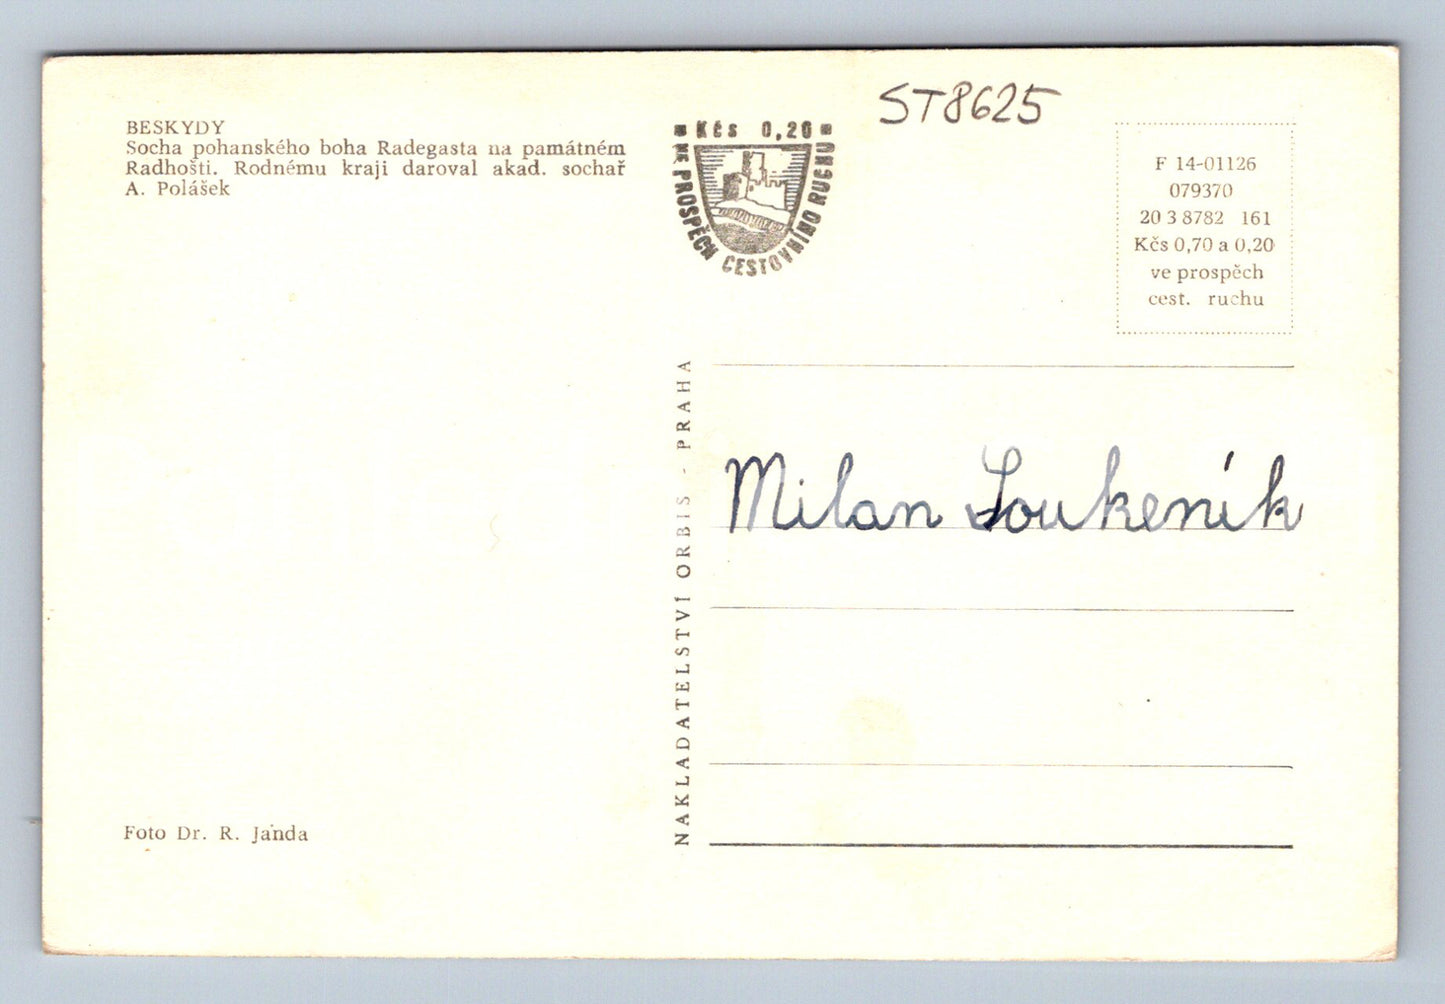 BESKYDY
Socha pohanského boha Radegasta na památném
Radhošti. Rodnému kraji daroval akad. sochař
A. Polášek
Foto Dr. R. Janda
NAKLADATELSTVÍ ORBIS - PRAHA
Kčs 0,20
VE PROSPĚCH CESTOVNÍHO RUCHU
ST8625
F 14-01126
079370
20 3 8782 161
Kčs 0,70 a 0,20
ve prospěch
cest. ruchu
Milan Loukeník